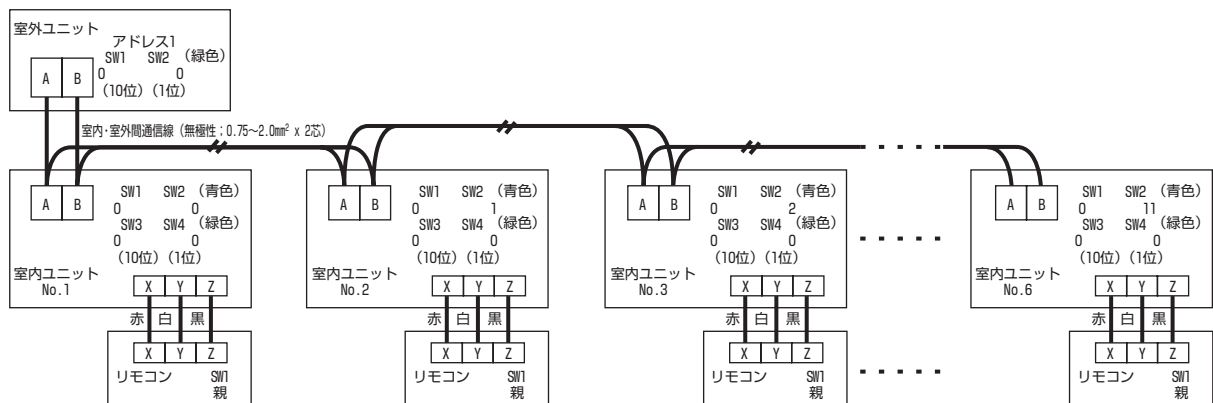 室外ユニット
アドレス1
SW1 SW2 (緑色)
0 0
(10位) (1位)
A B
室内・室外間通信線 (無極性;0.75〜2.0mm² x 2芯)
A B
SW1 SW2 (青色)
0 0
SW3 SW4 (緑色)
0 0
(10位) (1位)
室内ユニット
No.1
X Y Z
赤 白 黒
X Y Z
リモコン SW1
親
A B
SW1 SW2 (青色)
0 1
SW3 SW4 (緑色)
0 0
(10位) (1位)
室内ユニット
No.2
X Y Z
赤 白 黒
X Y Z
リモコン SW1
親
A B
SW1 SW2 (青色)
0 2
SW3 SW4 (緑色)
0 0
(10位) (1位)
室内ユニット
No.3
X Y Z
赤 白 黒
X Y Z
リモコン SW1
親
A B
SW1 SW2 (青色)
0 11
SW3 SW4 (緑色)
0 0
(10位) (1位)
室内ユニット
No.6
X Y Z
赤 白 黒
X Y Z
リモコン SW1
親